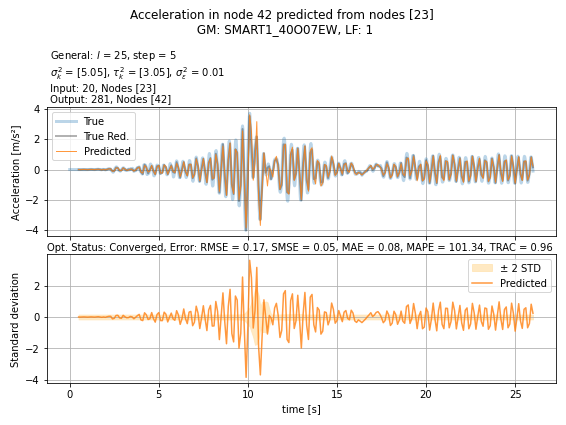 Acceleration in node 42 predicted from nodes [23]
GM: SMART1_40O07EW, LF: 1
General: l = 25, step = 5
σ²ₖ = [5.05], τ²ₖ = [3.05], σ²ε = 0.01
Input: 20, Nodes [23]
Output: 281, Nodes [42]
4
2
0
−2
−4
Acceleration [m/s²]
True
True Red.
Predicted
Opt. Status: Converged, Error: RMSE = 0.17, SMSE = 0.05, MAE = 0.08, MAPE = 101.34, TRAC = 0.96
2
0
−2
−4
Standard deviation
± 2 STD
Predicted
0 5 10 15 20 25
time [s]